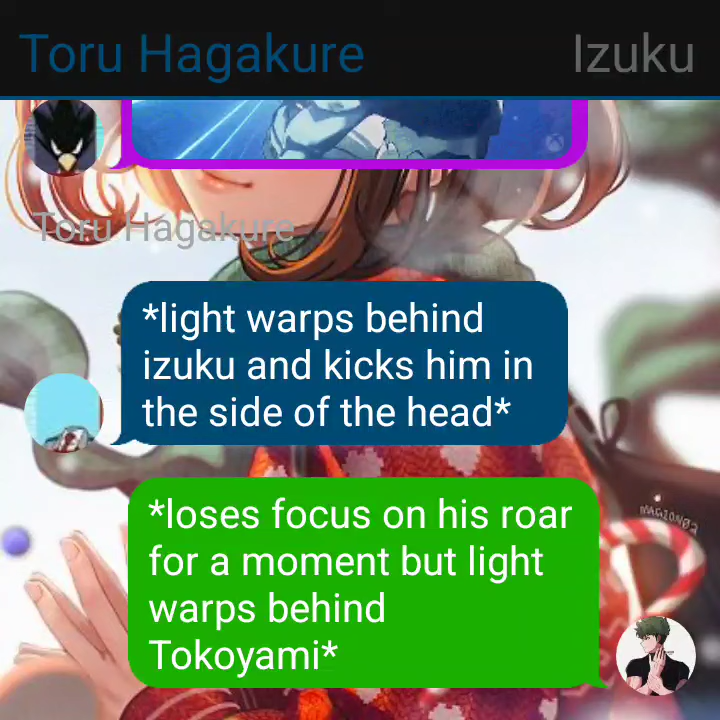 Toru Hagakure Izuku
Toru Hagakure
*light warps behind
izuku and kicks him in
the side of the head*
*loses focus on his roar
for a moment but light
warps behind
Tokoyami*
MAGION02